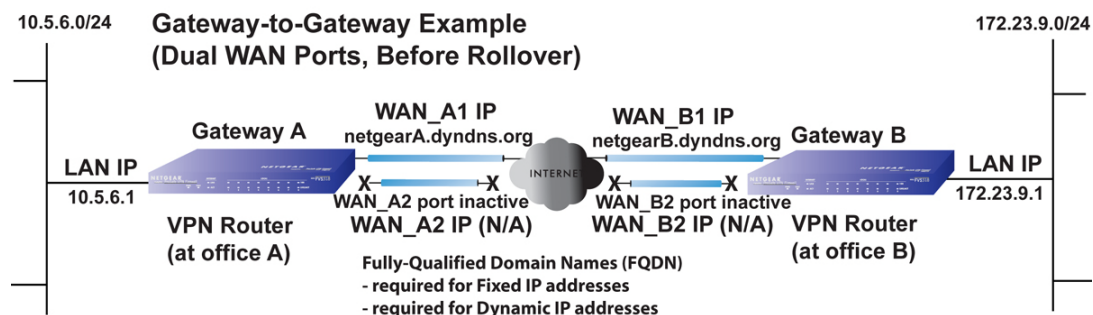 10.5.6.0/24
Gateway-to-Gateway Example
(Dual WAN Ports, Before Rollover)
172.23.9.0/24
WAN_A1 IP
netgearA.dyndns.org
WAN_B1 IP
netgearB.dyndns.org
Gateway A
Gateway B
LAN IP
10.5.6.1
NETGEAR
NETGEAR
INTERNET
NETGEAR
NETGEAR
LAN IP
172.23.9.1
X X
X X
WAN_A2 port inactive
WAN_A2 IP (N/A)
WAN_B2 port inactive
WAN_B2 IP (N/A)
VPN Router
(at office A)
VPN Router
(at office B)
Fully-Qualified Domain Names (FQDN)
- required for Fixed IP addresses
- required for Dynamic IP addresses